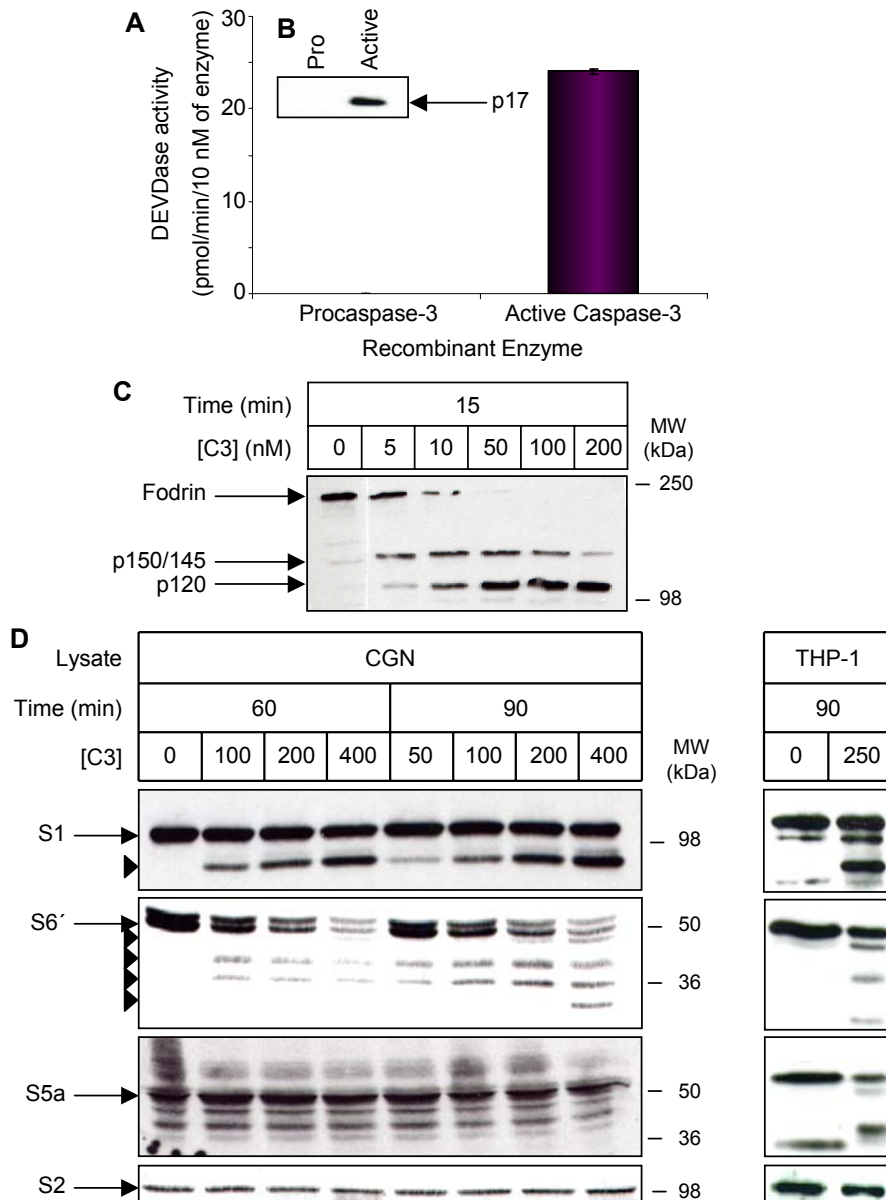 A
B
Pro
Active
30
20
10
0
DEVDase activity
(pmol/min/10 nM of enzyme)
p17
Procaspase-3 Active Caspase-3
Recombinant Enzyme
C
Time (min) 15
[C3] (nM) 0 5 10 50 100 200
MW
(kDa)
Fodrin
250
p150/145
p120
98
D
Lysate CGN THP-1
Time (min) 60 90 90
[C3] 0 100 200 400 50 100 200 400 0 250
MW
(kDa)
S1
98
S6´
50
36
S5a
50
36
S2
98